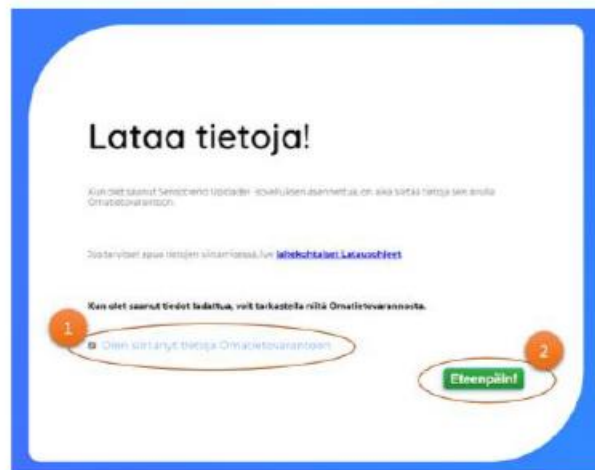 Lataa tietoja!
Kun olet saanut Sensotrend Uploader -sovelluksen asennettua, on aika siirtää tietoja sen avulla
Omatietovarantoon.
Jos tarvitset apua tietojen siirtämisessä, lue laitekohtaiset Latausohjeet
Kun olet saanut tiedot ladattua, voit tarkastella niitä Omatietovarannosta.
1
Olen siirtänyt tietoja Omatietovarantoon
2
Eteenpäin!